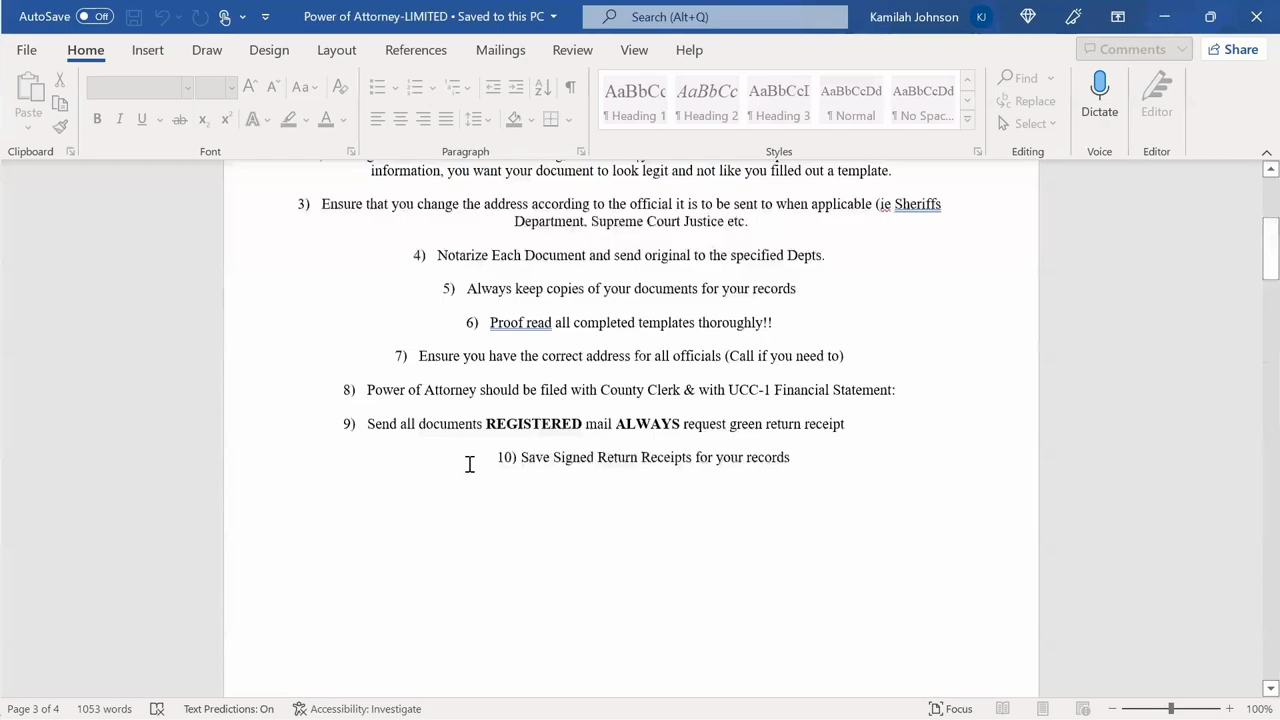 AutoSave Off Power of Attorney-LIMITED • Saved to this PC Search (Alt+Q) Kamilah Johnson KJ
File Home Insert Draw Design Layout References Mailings Review View Help Comments Share
Paste
Clipboard Font Paragraph Styles Editing Voice Editor
AaBbCc AaBbCc AaBbCcD AaBbCcDd AaBbCcDd
¶ Heading 1 ¶ Heading 2 ¶ Heading 3 ¶ Normal ¶ No Spac...
Find
Replace
Select
Dictate
Editor
information, you want your document to look legit and not like you filled out a template.
3) Ensure that you change the address according to the official it is to be sent to when applicable (ie Sheriffs
Department, Supreme Court Justice etc.
4) Notarize Each Document and send original to the specified Depts.
5) Always keep copies of your documents for your records
6) Proof read all completed templates thoroughly!!
7) Ensure you have the correct address for all officials (Call if you need to)
8) Power of Attorney should be filed with County Clerk & with UCC-1 Financial Statement:
9) Send all documents REGISTERED mail ALWAYS request green return receipt
10) Save Signed Return Receipts for your records
Page 3 of 4 1053 words Text Predictions: On Accessibility: Investigate Focus 100%